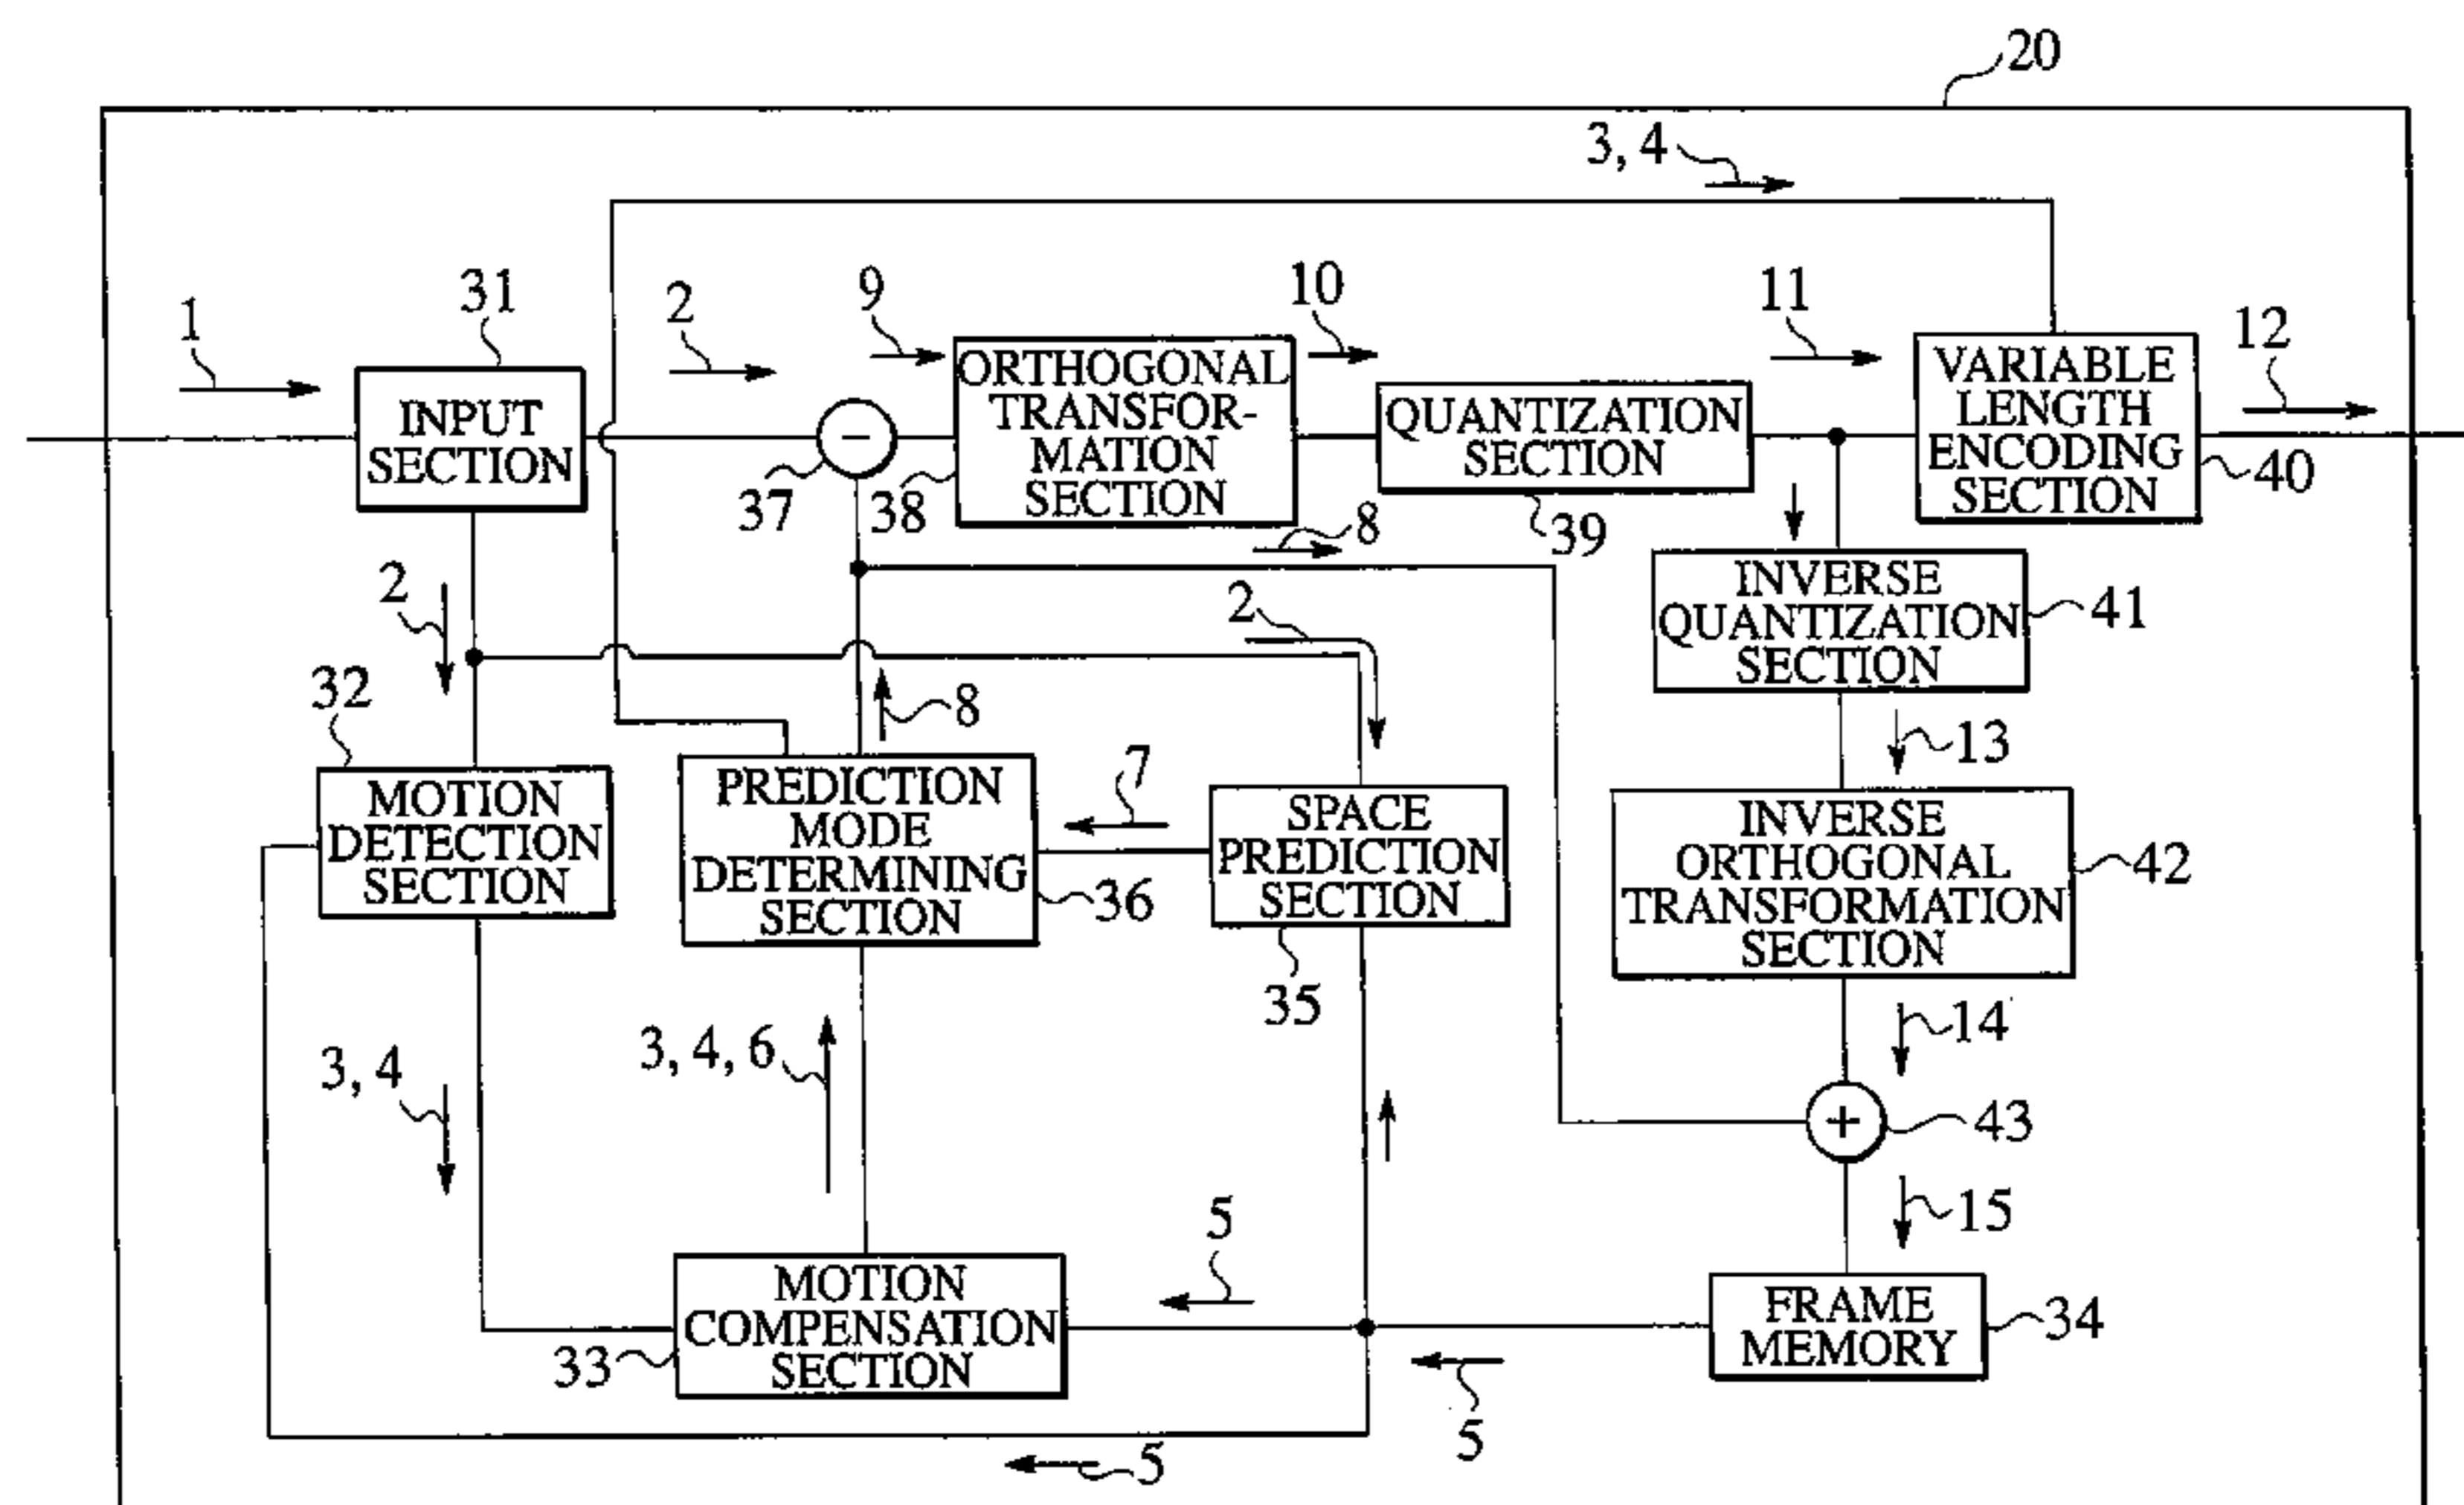 20
3, 4
1
31
2
9
10
11
12
INPUT
SECTION
37
38
ORTHOGONAL
TRANSFOR-
MATION
SECTION
QUANTIZATION
SECTION
39
VARIABLE
LENGTH
ENCODING
SECTION
40
8
2
2
INVERSE
QUANTIZATION
SECTION
41
32
8
7
13
MOTION
DETECTION
SECTION
PREDICTION
MODE
DETERMINING
SECTION
36
SPACE
PREDICTION
SECTION
35
INVERSE
ORTHOGONAL
TRANSFORMATION
SECTION
42
3, 4
3, 4, 6
14
+
43
5
15
MOTION
COMPENSATION
SECTION
33
FRAME
MEMORY
34
5
5